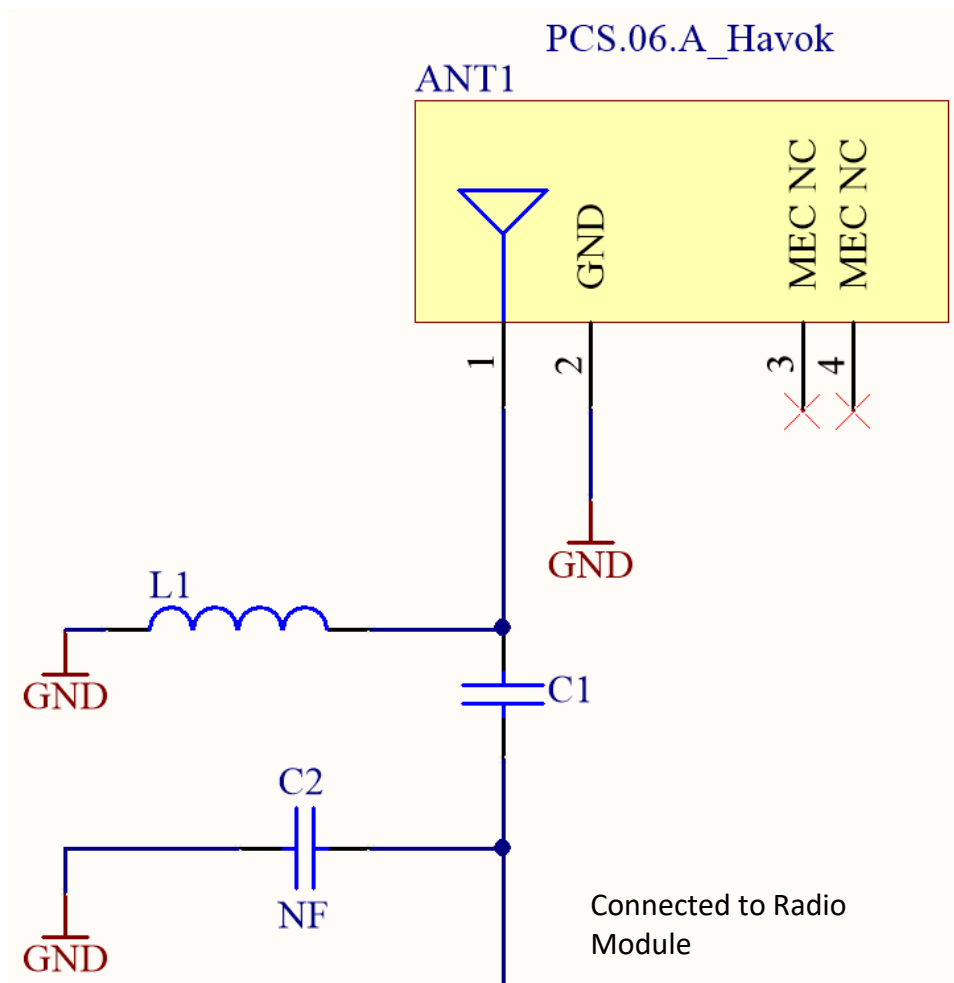 PCS.06.A_Havok
ANT1
GND
MEC NC
MEC NC
1
2
3
4
GND
L1
GND
C1
C2
NF
GND
Connected to Radio
Module